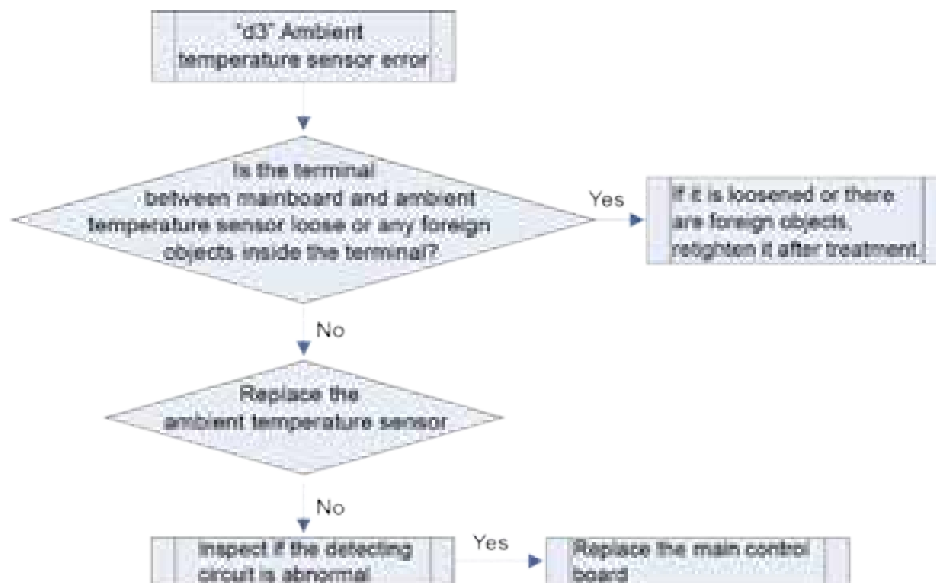 "d3" Ambient
temperature sensor error
Is the terminal
between mainboard and ambient
temperature sensor loose or any foreign
objects inside the terminal?
Yes
If it is loosened or there
are foreign objects,
retighten it after treatment.
No
Replace the
ambient temperature sensor
No
Inspect if the detecting
circuit is abnormal
Yes
Replace the main control
board